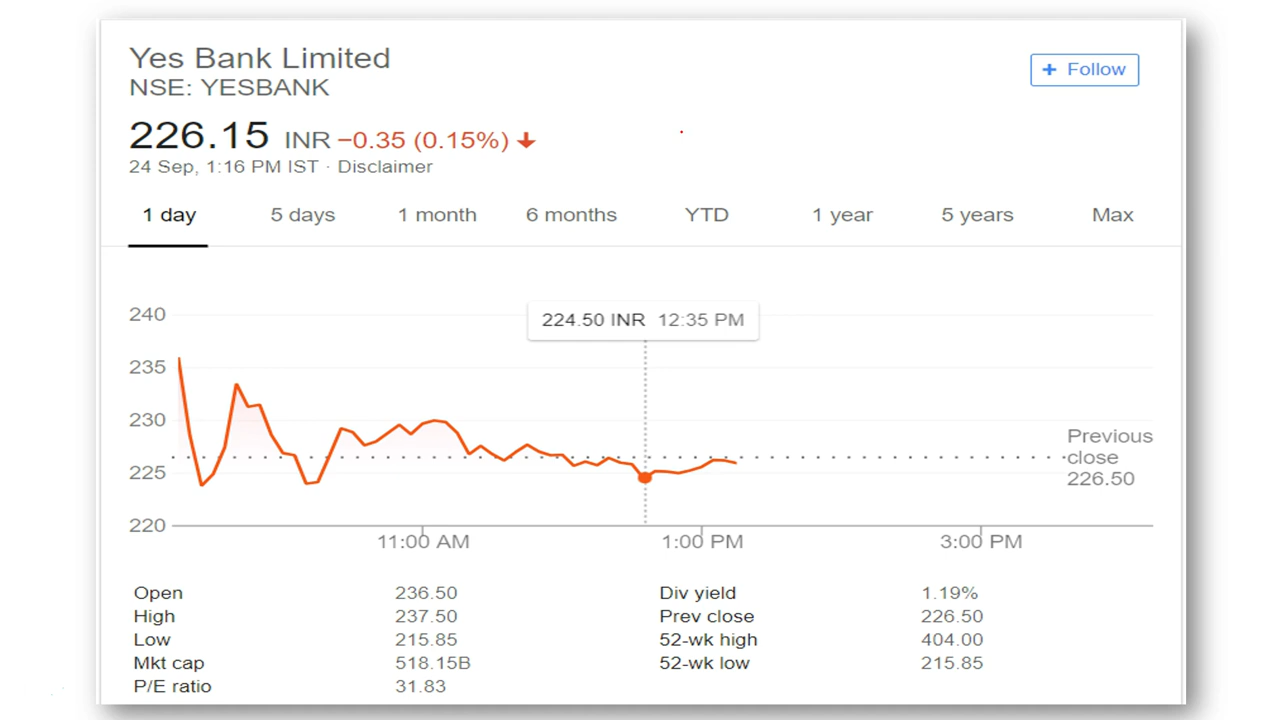 Yes Bank Limited
NSE: YESBANK
+ Follow
226.15 INR −0.35 (0.15%) ↓
24 Sep, 1:16 PM IST · Disclaimer
1 day 5 days 1 month 6 months YTD 1 year 5 years Max
224.50 INR 12:35 PM
240
235
230
225
220
Previous
close
226.50
11:00 AM 1:00 PM 3:00 PM
Open 236.50 Div yield 1.19%
High 237.50 Prev close 226.50
Low 215.85 52-wk high 404.00
Mkt cap 518.15B 52-wk low 215.85
P/E ratio 31.83